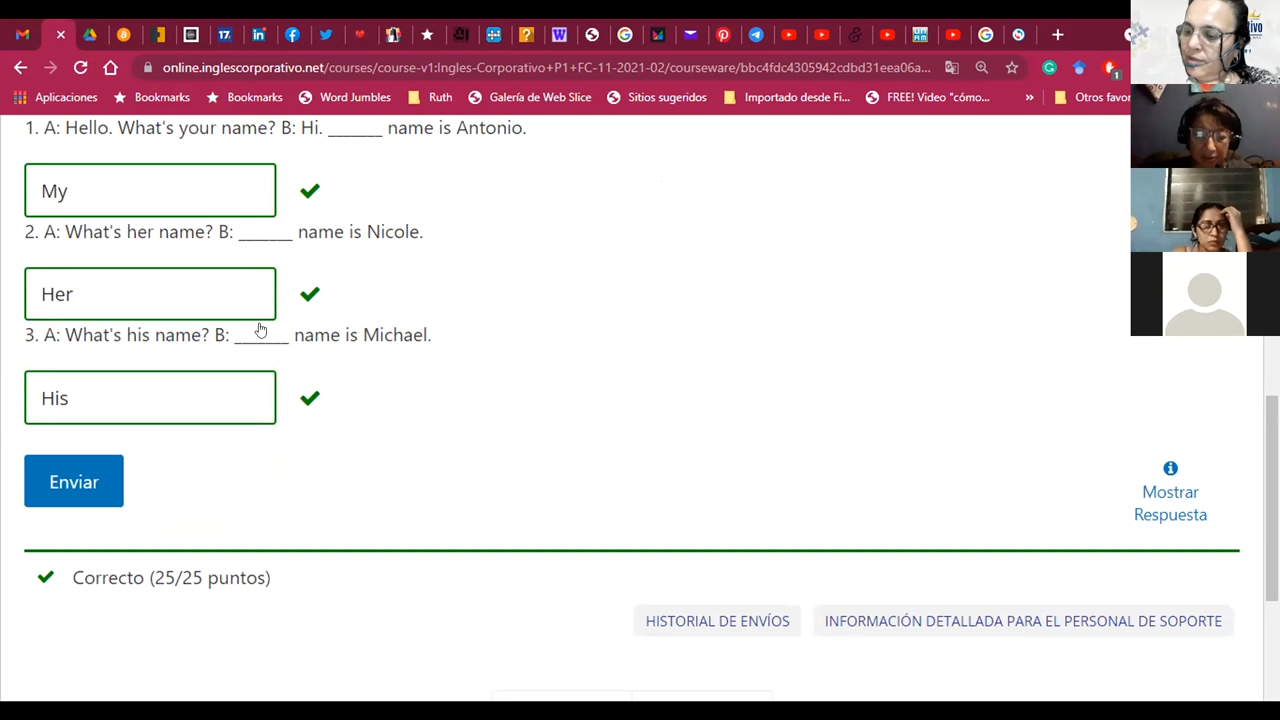 online.inglescorporativo.net/courses/course-v1:Ingles-Corporativo+P1+FC-11-2021-02/courseware/bbc4fdc4305942cdbd31eea06a...
Aplicaciones Bookmarks Bookmarks Word Jumbles Ruth Galería de Web Slice Sitios sugeridos Importado desde Fi... FREE! Video "cómo... » Otros favor
1. A: Hello. What's your name? B: Hi. _______ name is Antonio.
My
2. A: What's her name? B: _______ name is Nicole.
Her
3. A: What's his name? B: _______ name is Michael.
His
Enviar
Mostrar
Respuesta
Correcto (25/25 puntos)
HISTORIAL DE ENVÍOS INFORMACIÓN DETALLADA PARA EL PERSONAL DE SOPORTE